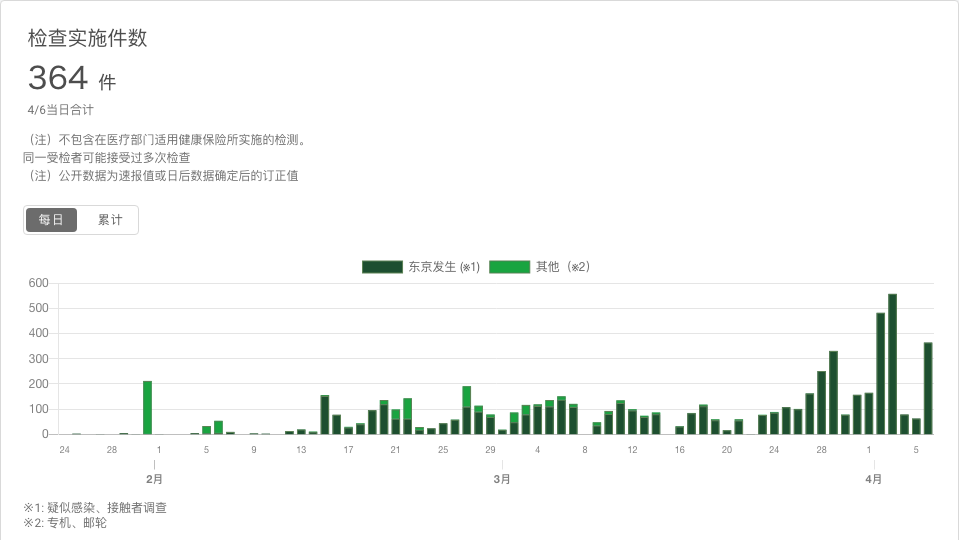 检查实施件数
364 件
4/6当日合计
（注）不包含在医疗部门适用健康保险所实施的检测。
同一受检者可能接受过多次检查
（注）公开数据为速报值或日后数据确定后的订正值
每日 累计
东京发生 (※1) 其他（※2）
600
500
400
300
200
100
0
24 28 1 5 9 13 17 21 25 29 4 8 12 16 20 24 28 1 5
2月 3月 4月
※1: 疑似感染、接触者调查
※2: 专机、邮轮